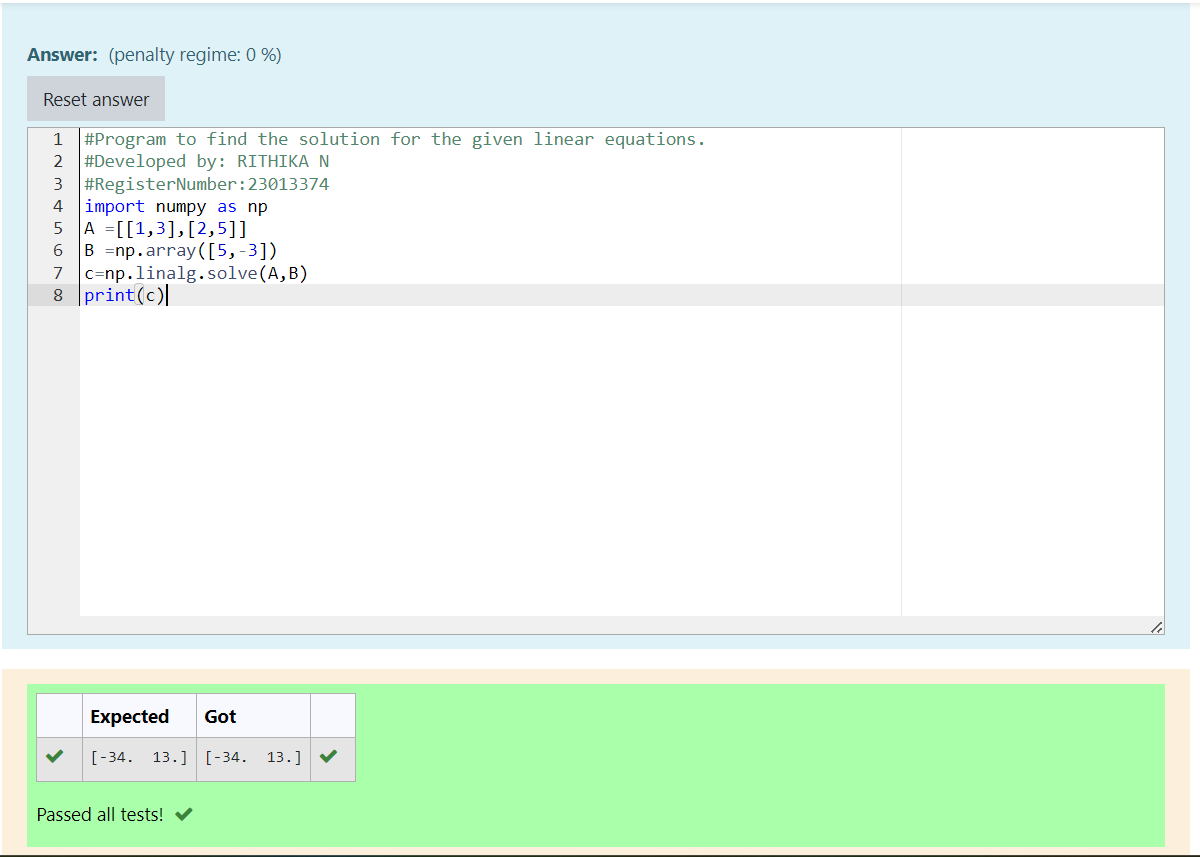 Answer: (penalty regime: 0 %)
Reset answer
1 #Program to find the solution for the given linear equations.
2 #Developed by: RITHIKA N
3 #RegisterNumber:23013374
4 import numpy as np
5 A =[[1,3],[2,5]]
6 B =np.array([5,-3])
7 c=np.linalg.solve(A,B)
8 print(c)
Expected Got
[-34.  13.] [-34.  13.]
Passed all tests!